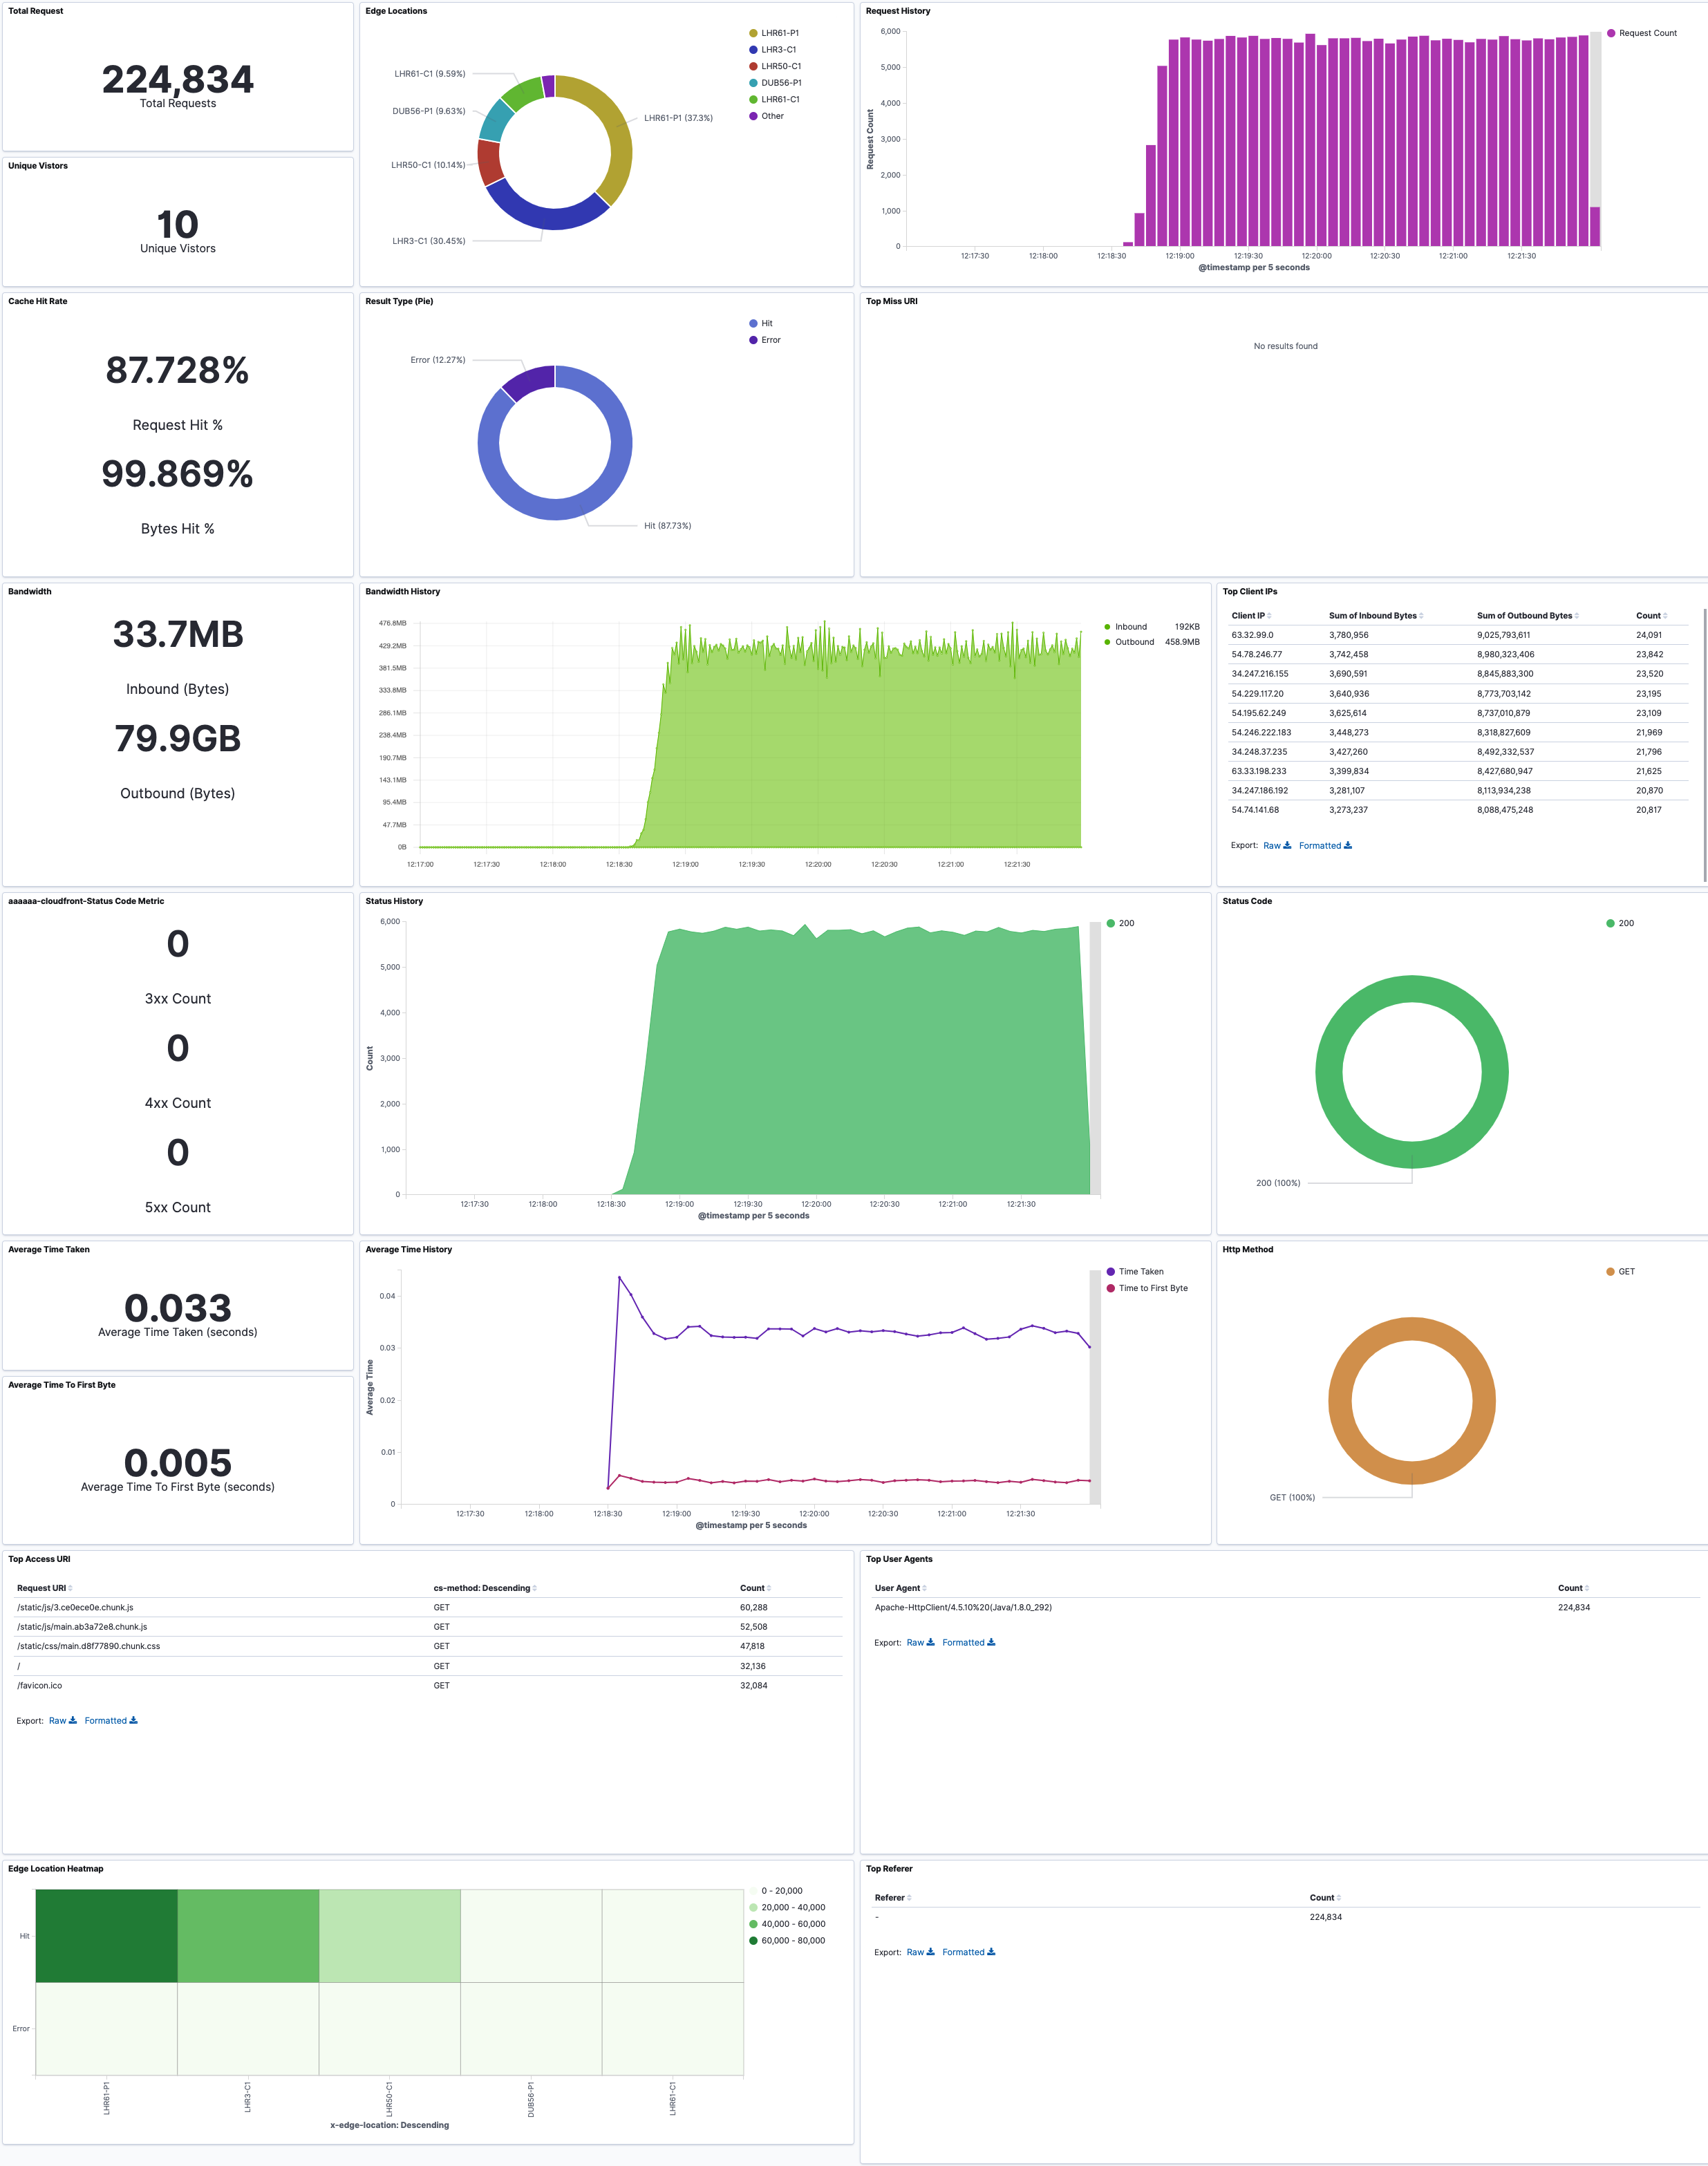 Total Request
224,834
Total Requests
Unique Vistors
10
Unique Vistors
Edge Locations
LHR61-C1 (9.59%)
DUB56-P1 (9.63%)
LHR50-C1 (10.14%)
LHR3-C1 (30.45%)
LHR61-P1 (37.3%)
LHR61-P1
LHR3-C1
LHR50-C1
DUB56-P1
LHR61-C1
Other
Request History
Request Count
6,000
5,000
4,000
3,000
2,000
1,000
0
Request Count
12:17:30 12:18:00 12:18:30 12:19:00 12:19:30 12:20:00 12:20:30 12:21:00 12:21:30
@timestamp per 5 seconds
Cache Hit Rate
87.728%
Request Hit %
99.869%
Bytes Hit %
Result Type (Pie)
Error (12.27%)
Hit (87.73%)
Hit
Error
Top Miss URI
No results found
Bandwidth
33.7MB
Inbound (Bytes)
79.9GB
Outbound (Bytes)
Bandwidth History
476.8MB
429.2MB
381.5MB
333.8MB
286.1MB
238.4MB
190.7MB
143.1MB
95.4MB
47.7MB
0B
12:17:00 12:17:30 12:18:00 12:18:30 12:19:00 12:19:30 12:20:00 12:20:30 12:21:00 12:21:30
Inbound 192KB
Outbound 458.9MB
Top Client IPs
Client IP Sum of Inbound Bytes Sum of Outbound Bytes Count
63.32.99.0 3,780,956 9,025,793,611 24,091
54.78.246.77 3,742,458 8,980,323,406 23,842
34.247.216.155 3,690,591 8,845,883,300 23,520
54.229.117.20 3,640,936 8,773,703,142 23,195
54.195.62.249 3,625,614 8,737,010,879 23,109
54.246.222.183 3,448,273 8,318,827,609 21,969
34.248.37.235 3,427,260 8,492,332,537 21,796
63.33.198.233 3,399,834 8,427,680,947 21,625
34.247.186.192 3,281,107 8,113,934,238 20,870
54.74.141.68 3,273,237 8,088,475,248 20,817
Export: Raw Formatted
aaaaaa-cloudfront-Status Code Metric
0
3xx Count
0
4xx Count
0
5xx Count
Status History
6,000
5,000
4,000
3,000
2,000
1,000
0
Count
12:17:30 12:18:00 12:18:30 12:19:00 12:19:30 12:20:00 12:20:30 12:21:00 12:21:30
@timestamp per 5 seconds
200
Status Code
200
200 (100%)
Average Time Taken
0.033
Average Time Taken (seconds)
Average Time To First Byte
0.005
Average Time To First Byte (seconds)
Average Time History
0.04
0.03
0.02
0.01
0
Average Time
12:17:30 12:18:00 12:18:30 12:19:00 12:19:30 12:20:00 12:20:30 12:21:00 12:21:30
@timestamp per 5 seconds
Time Taken
Time to First Byte
Http Method
GET
GET (100%)
Top Access URI
Request URI cs-method: Descending Count
/static/js/3.ce0ece0e.chunk.js GET 60,288
/static/js/main.ab3a72e8.chunk.js GET 52,508
/static/css/main.d8f77890.chunk.css GET 47,818
/ GET 32,136
/favicon.ico GET 32,084
Export: Raw Formatted
Top User Agents
User Agent Count
Apache-HttpClient/4.5.10%20(Java/1.8.0_292) 224,834
Export: Raw Formatted
Edge Location Heatmap
Hit
Error
LHR61-P1
LHR3-C1
LHR50-C1
DUB56-P1
LHR61-C1
x-edge-location: Descending
0 - 20,000
20,000 - 40,000
40,000 - 60,000
60,000 - 80,000
Top Referer
Referer Count
- 224,834
Export: Raw Formatted